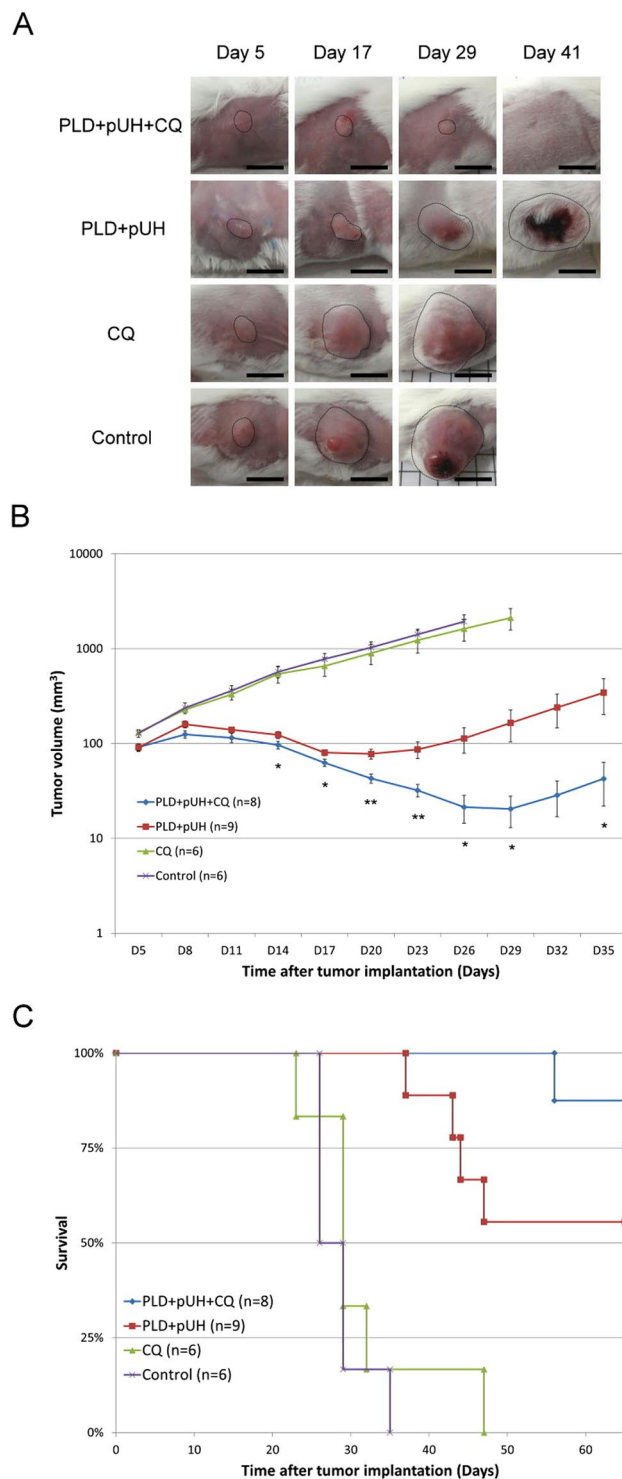 A
Day 5 Day 17 Day 29 Day 41
PLD+pUH+CQ
PLD+pUH
CQ
Control
B
10000
1000
100
10
1
Tumor volume (mm³)
PLD+pUH+CQ (n=8)
PLD+pUH (n=9)
CQ (n=6)
Control (n=6)
* * ** ** * * *
D5 D8 D11 D14 D17 D20 D23 D26 D29 D32 D35
Time after tumor implantation (Days)
C
100%
75%
50%
25%
0%
Survival
PLD+pUH+CQ (n=8)
PLD+pUH (n=9)
CQ (n=6)
Control (n=6)
0 10 20 30 40 50 60
Time after tumor implantation (Days)